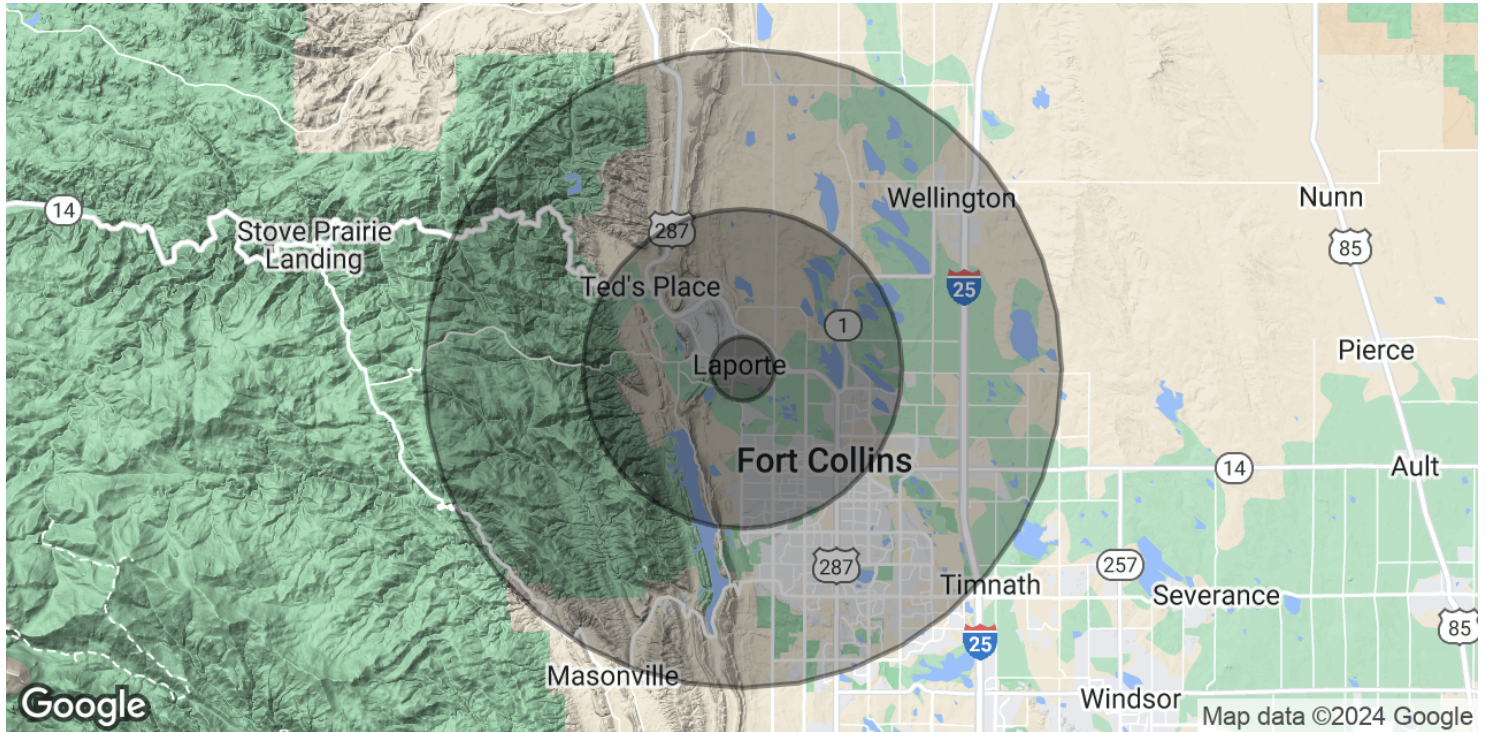 14
Stove Prairie
Landing
287
Ted's Place
Wellington
25
Nunn
85
1
Laporte
Pierce
Fort Collins
14
Ault
287
Timnath
257
Severance
25
85
Masonville
Windsor
Google
Map data ©2024 Google